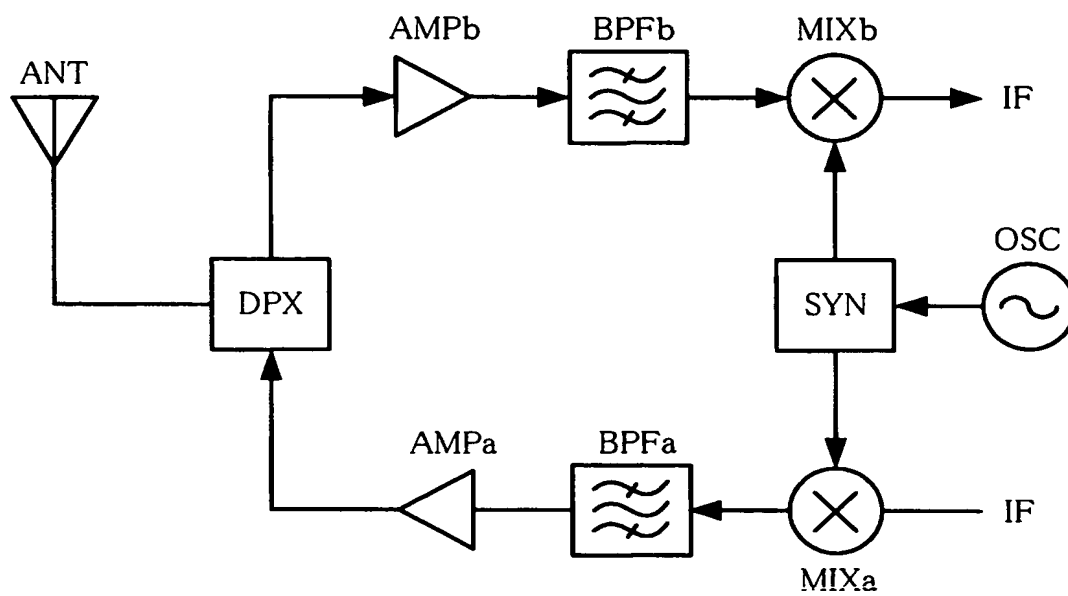 AMPb
BPFb
MIXb
ANT
IF
OSC
DPX
SYN
AMPa
BPFa
IF
MIXa